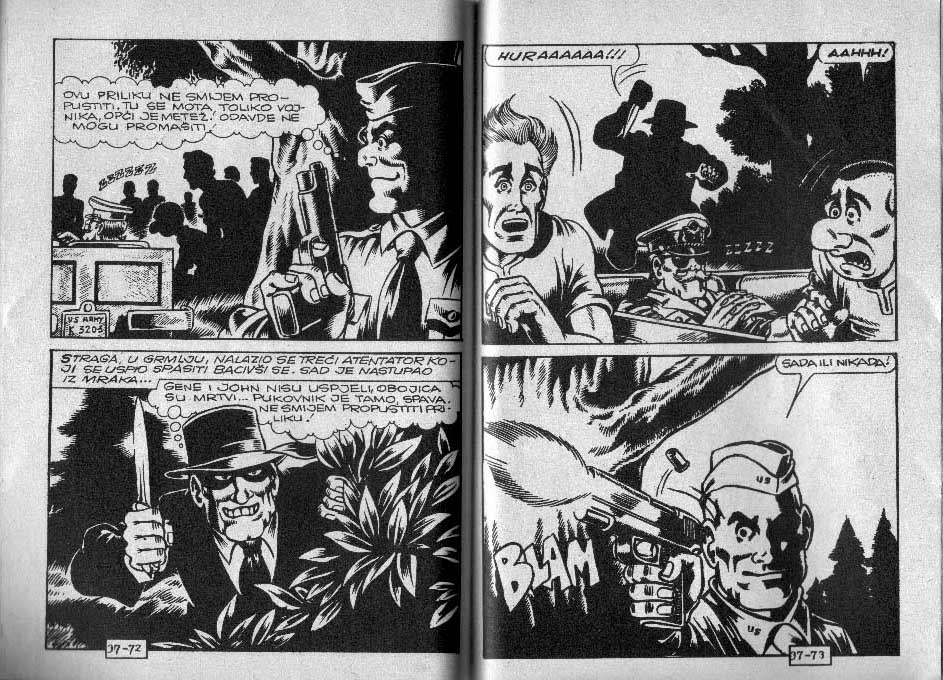 OVU PRILIKU NE SMIJEM PRO-
PUSTITI. TU SE MOTA TOLIKO VOJ-
NIKA, OPĆI JE METEŽ! ODAVDE NE
MOGU PROMAŠITI!
ZZZZZZ
US ARMY
K 3203
STRAGA, U GRMLJU, NALAZIO SE TREĆI ATENTATOR KO-
JI SE USPIO SPASITI BACIVŠI SE. SAD JE NASTUPAO
IZ MRAKA...
GENE I JOHN NISU USPJELI, OBOJICA
SU MRTVI... PUKOVNIK JE TAMO, SPAVA.
NE SMIJEM PROPUSTITI PRI-
LIKU!
97-72
HURAAAAAA!!!
AAHHH!
ZZZZZ
SADA ILI NIKADA!
US
BLAM
US
97-73